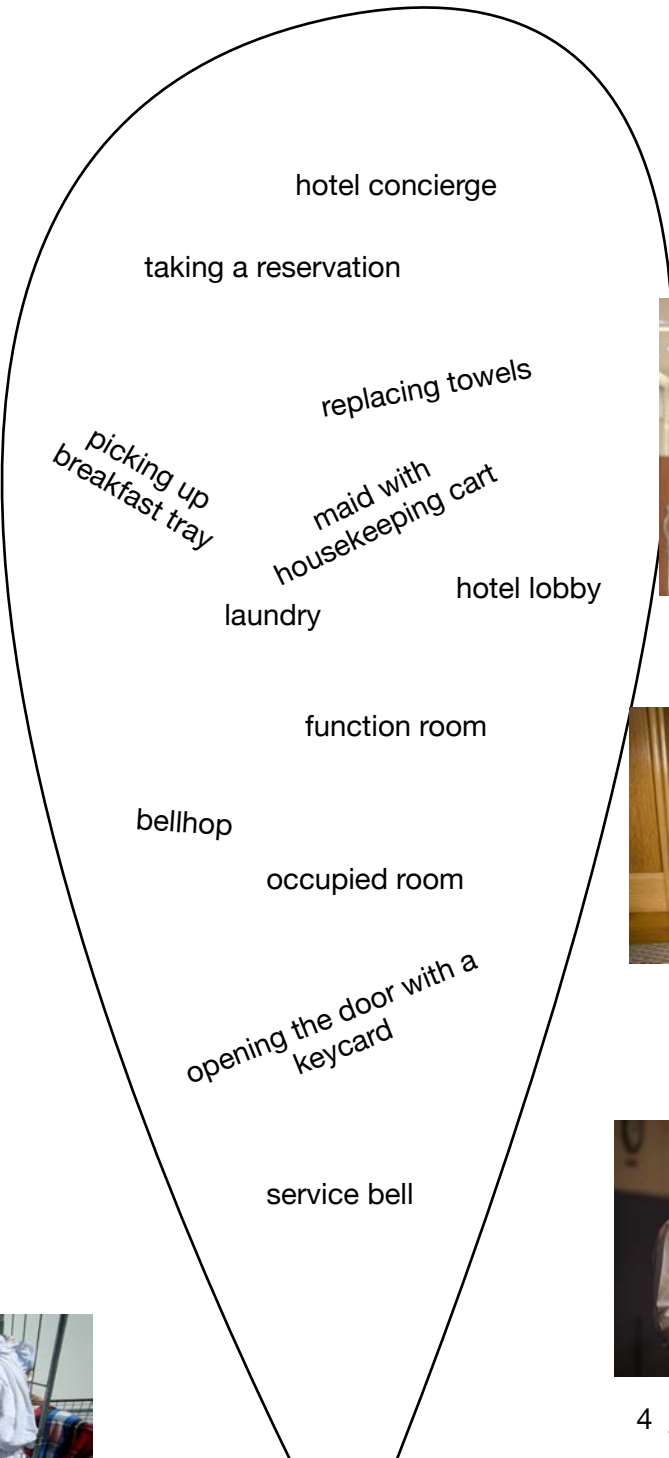 hotel concierge
taking a reservation
replacing towels
picking up
breakfast tray
maid with
housekeeping cart
hotel lobby
laundry
function room
bellhop
occupied room
opening the door with a
keycard
service bell
4